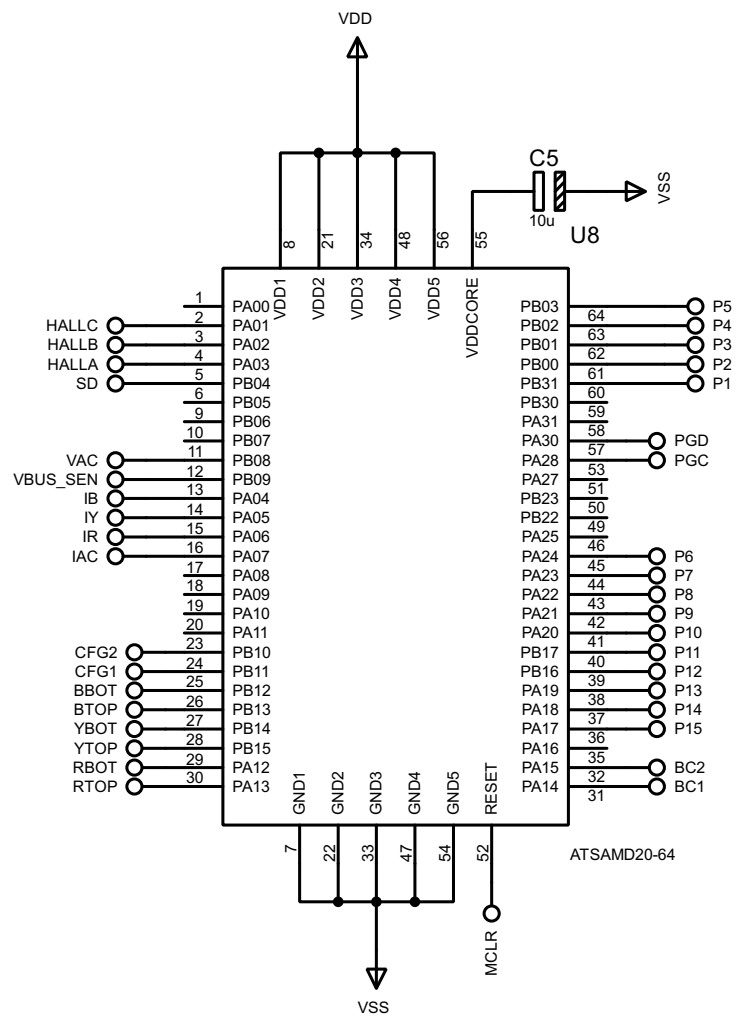 VDD
C5
10u
VSS
U8
8
21
34
48
56
55
VDD1
VDD2
VDD3
VDD4
VDD5
VDDCORE
1 PA00
HALLC 2 PA01
HALLB 3 PA02
HALLA 4 PA03
SD 5 PB04
6 PB05
9 PB06
10 PB07
VAC 11 PB08
VBUS_SEN 12 PB09
IB 13 PA04
IY 14 PA05
IR 15 PA06
IAC 16 PA07
17 PA08
18 PA09
19 PA10
20 PA11
CFG2 23 PB10
CFG1 24 PB11
BBOT 25 PB12
BTOP 26 PB13
YBOT 27 PB14
YTOP 28 PB15
RBOT 29 PA12
RTOP 30 PA13
PB03 64 P5
PB02 63 P4
PB01 62 P3
PB00 61 P2
PB31 60 P1
PB30 59
PA31 58
PA30 57 PGD
PA28 53 PGC
PA27 51
PB23 50
PB22 49
PA25 46
PA24 45 P6
PA23 44 P7
PA22 43 P8
PA21 42 P9
PA20 41 P10
PB17 40 P11
PB16 39 P12
PA19 38 P13
PA18 37 P14
PA17 36 P15
PA16 35
PA15 32 BC2
PA14 31 BC1
GND1
GND2
GND3
GND4
GND5
RESET
7
22
33
47
54
52
ATSAMD20-64
MCLR
VSS